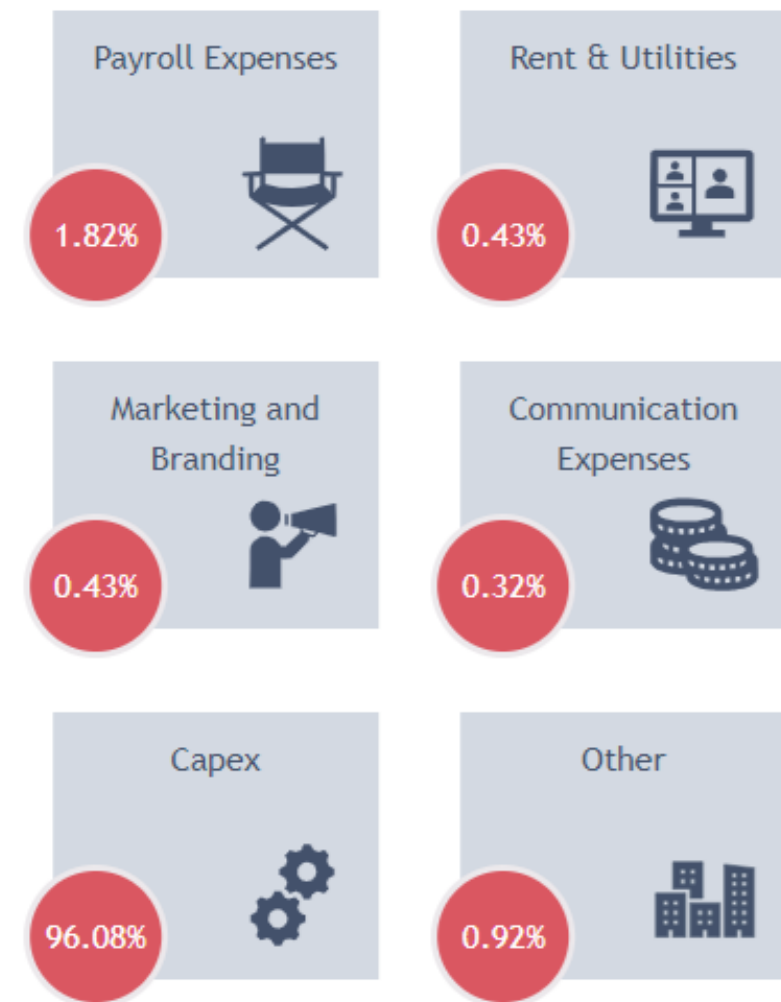 Payroll Expenses
1.82%
Rent & Utilities
0.43%
Marketing and
Branding
0.43%
Communication
Expenses
0.32%
Capex
96.08%
Other
0.92%